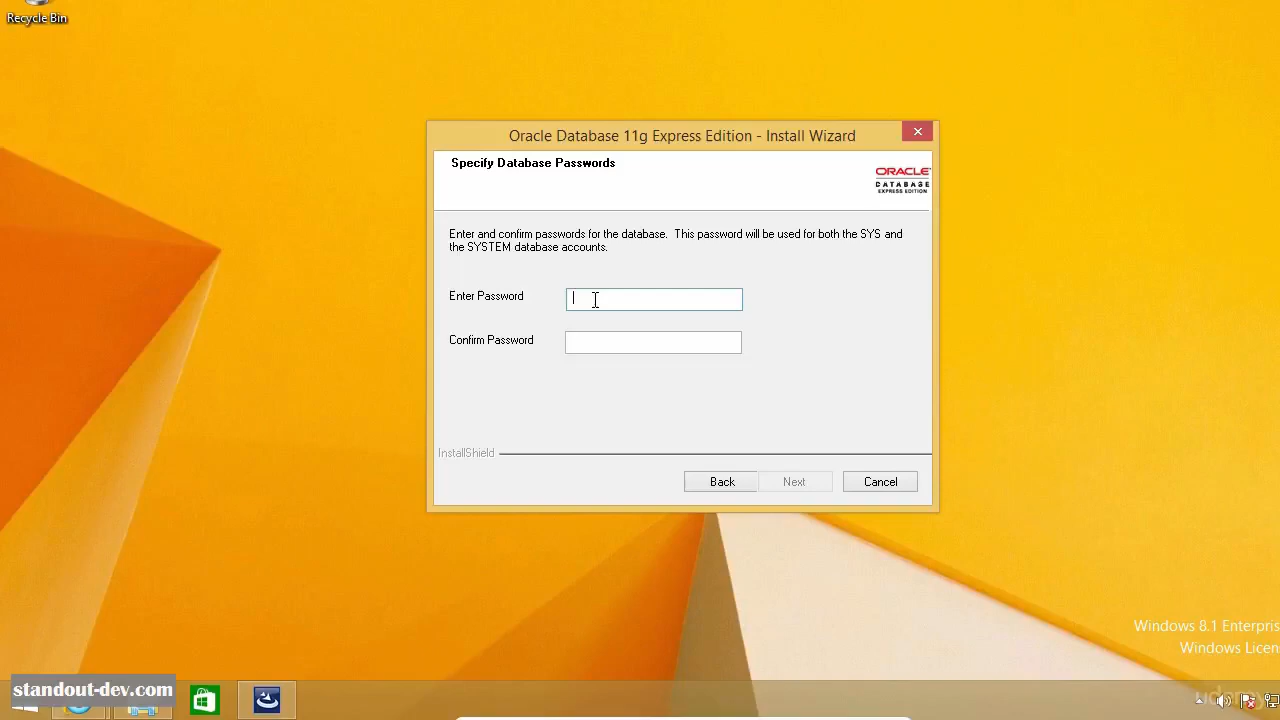 Recycle Bin
Oracle Database 11g Express Edition - Install Wizard
Specify Database Passwords
ORACLE
DATABASE
EXPRESS EDITION
Enter and confirm passwords for the database. This password will be used for both the SYS and
the SYSTEM database accounts.
Enter Password
Confirm Password
InstallShield
Back
Next
Cancel
Windows 8.1 Enterpris
Windows Licen
standout-dev.com
udemy